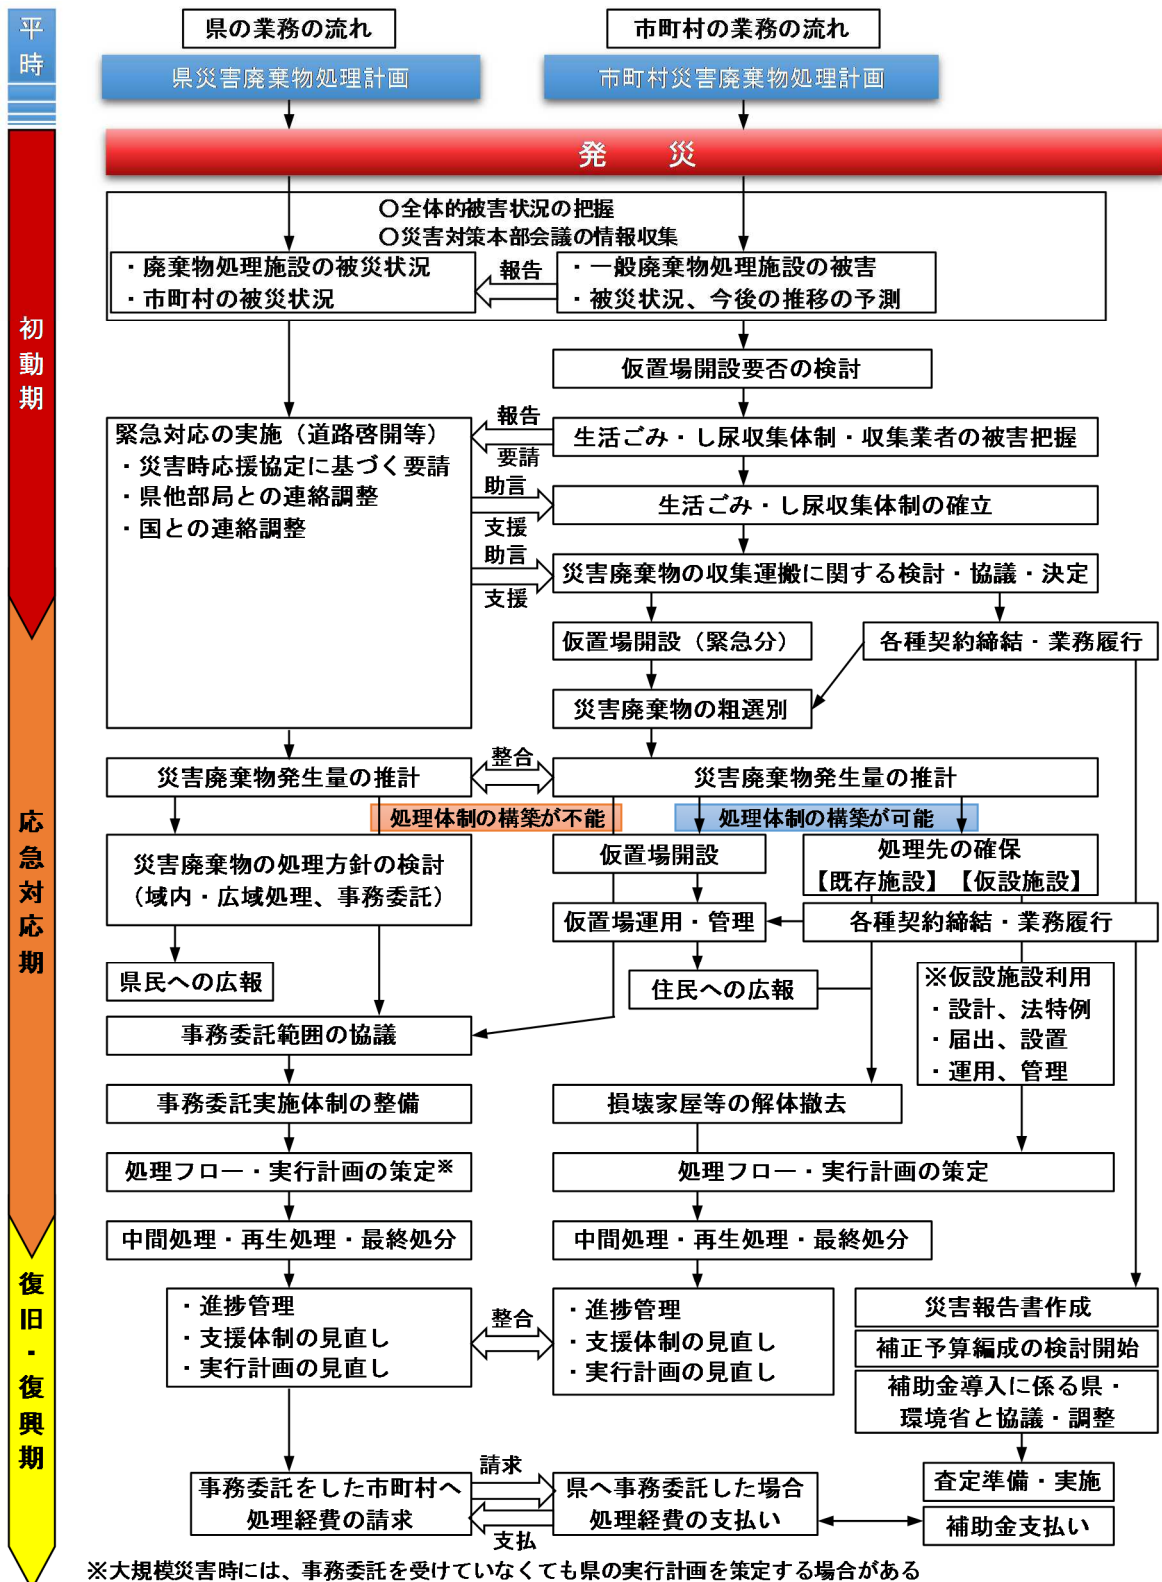 平時
県の業務の流れ
市町村の業務の流れ
県災害廃棄物処理計画
市町村災害廃棄物処理計画
発　災
初動期
〇全体的被害状況の把握
〇災害対策本部会議の情報収集
・廃棄物処理施設の被災状況
・市町村の被災状況
報告
・一般廃棄物処理施設の被害
・被災状況、今後の推移の予測
仮置場開設要否の検討
緊急対応の実施（道路啓開等）
・災害時応援協定に基づく要請
・県他部局との連絡調整
・国との連絡調整
報告
要請
生活ごみ・し尿収集体制・収集業者の被害把握
助言
支援
生活ごみ・し尿収集体制の確立
助言
支援
災害廃棄物の収集運搬に関する検討・協議・決定
仮置場開設（緊急分）
各種契約締結・業務履行
災害廃棄物の粗選別
応急対応期
災害廃棄物発生量の推計
整合
災害廃棄物発生量の推計
処理体制の構築が不能
処理体制の構築が可能
災害廃棄物の処理方針の検討
（域内・広域処理、事務委託）
仮置場開設
処理先の確保
【既存施設】【仮設施設】
仮置場運用・管理
各種契約締結・業務履行
県民への広報
住民への広報
※仮設施設利用
・設計、法特例
・届出、設置
・運用、管理
事務委託範囲の協議
事務委託実施体制の整備
損壊家屋等の解体撤去
処理フロー・実行計画の策定※
処理フロー・実行計画の策定
中間処理・再生処理・最終処分
中間処理・再生処理・最終処分
復旧・復興期
・進捗管理
・支援体制の見直し
・実行計画の見直し
整合
・進捗管理
・支援体制の見直し
・実行計画の見直し
災害報告書作成
補正予算編成の検討開始
補助金導入に係る県・
環境省と協議・調整
事務委託をした市町村へ
処理経費の請求
請求
支払
県へ事務委託した場合
処理経費の支払い
査定準備・実施
補助金支払い
※大規模災害時には、事務委託を受けていなくても県の実行計画を策定する場合がある